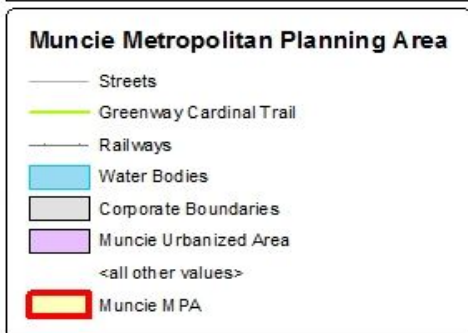 Muncie Metropolitan Planning Area
Streets
Greenway Cardinal Trail
Railways
Water Bodies
Corporate Boundaries
Muncie Urbanized Area
<all other values>
Muncie MPA